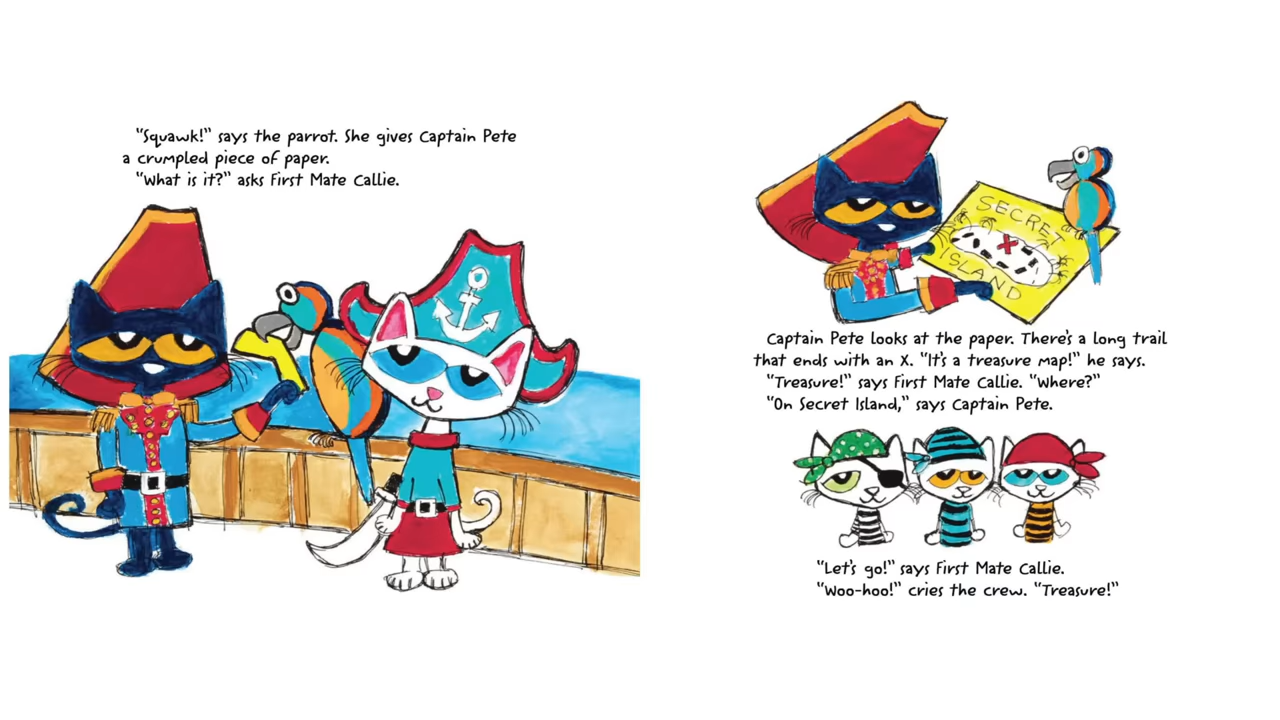 "Squawk!" says the parrot. She gives Captain Pete
a crumpled piece of paper.
"What is it?" asks First Mate Callie.
SECRET
ISLAND
Captain Pete looks at the paper. There's a long trail
that ends with an X. "It's a treasure map!" he says.
"Treasure!" says First Mate Callie. "Where?"
"On Secret Island," says Captain Pete.
"Let's go!" says First Mate Callie.
"Woo-hoo!" cries the crew. "Treasure!"